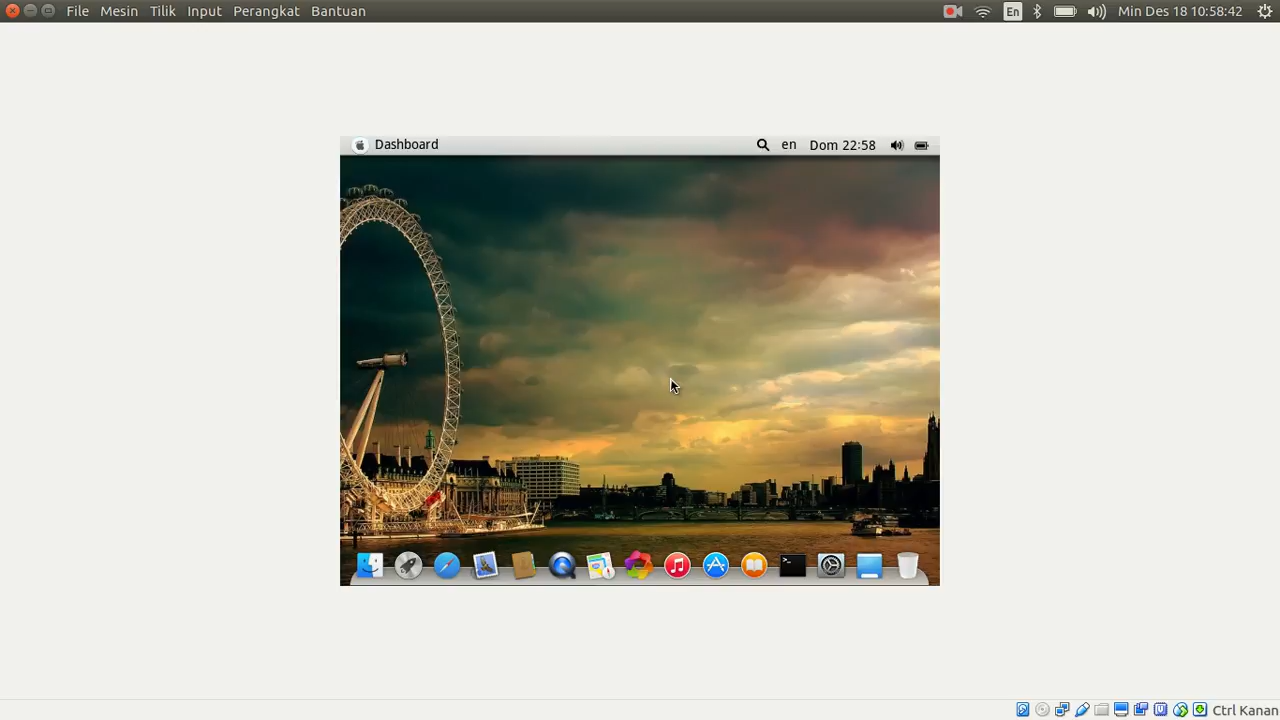 File Mesin Tilik Input Perangkat Bantuan En Min Des 18 10:58:42
Dashboard en Dom 22:58
>_
Ctrl Kanan